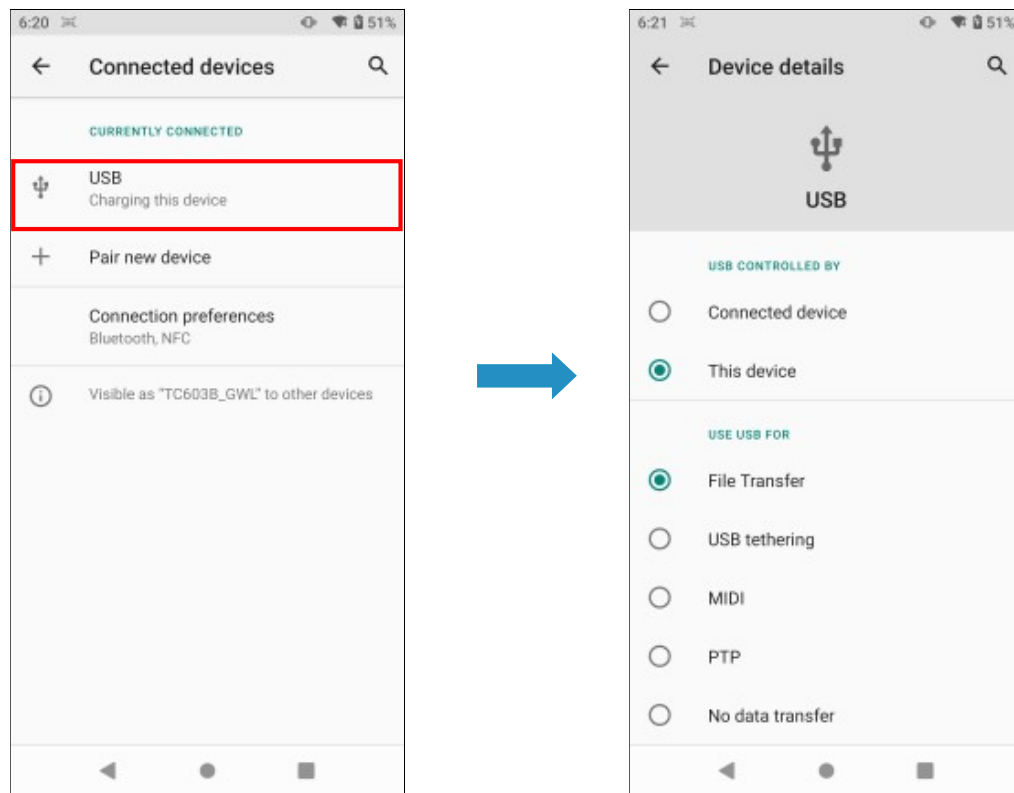 6:20
51%
Connected devices
CURRENTLY CONNECTED
USB
Charging this device
Pair new device
Connection preferences
Bluetooth, NFC
Visible as "TC603B_GWL" to other devices
6:21
51%
Device details
USB
USB CONTROLLED BY
Connected device
This device
USE USB FOR
File Transfer
USB tethering
MIDI
PTP
No data transfer